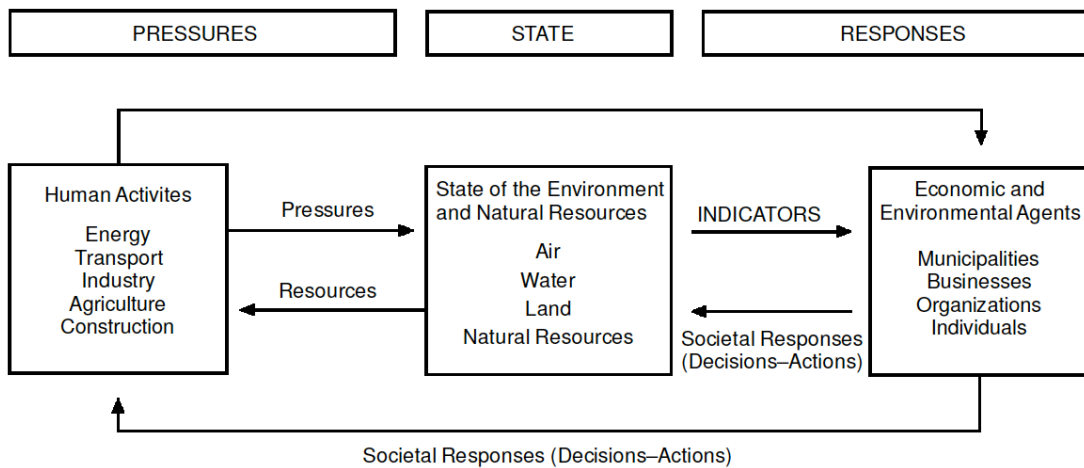 PRESSURES
STATE
RESPONSES
Human Activites
Energy
Transport
Industry
Agriculture
Construction
Pressures
Resources
State of the Environment
and Natural Resources
Air
Water
Land
Natural Resources
INDICATORS
Societal Responses
(Decisions–Actions)
Economic and
Environmental Agents
Municipalities
Businesses
Organizations
Individuals
Societal Responses (Decisions–Actions)